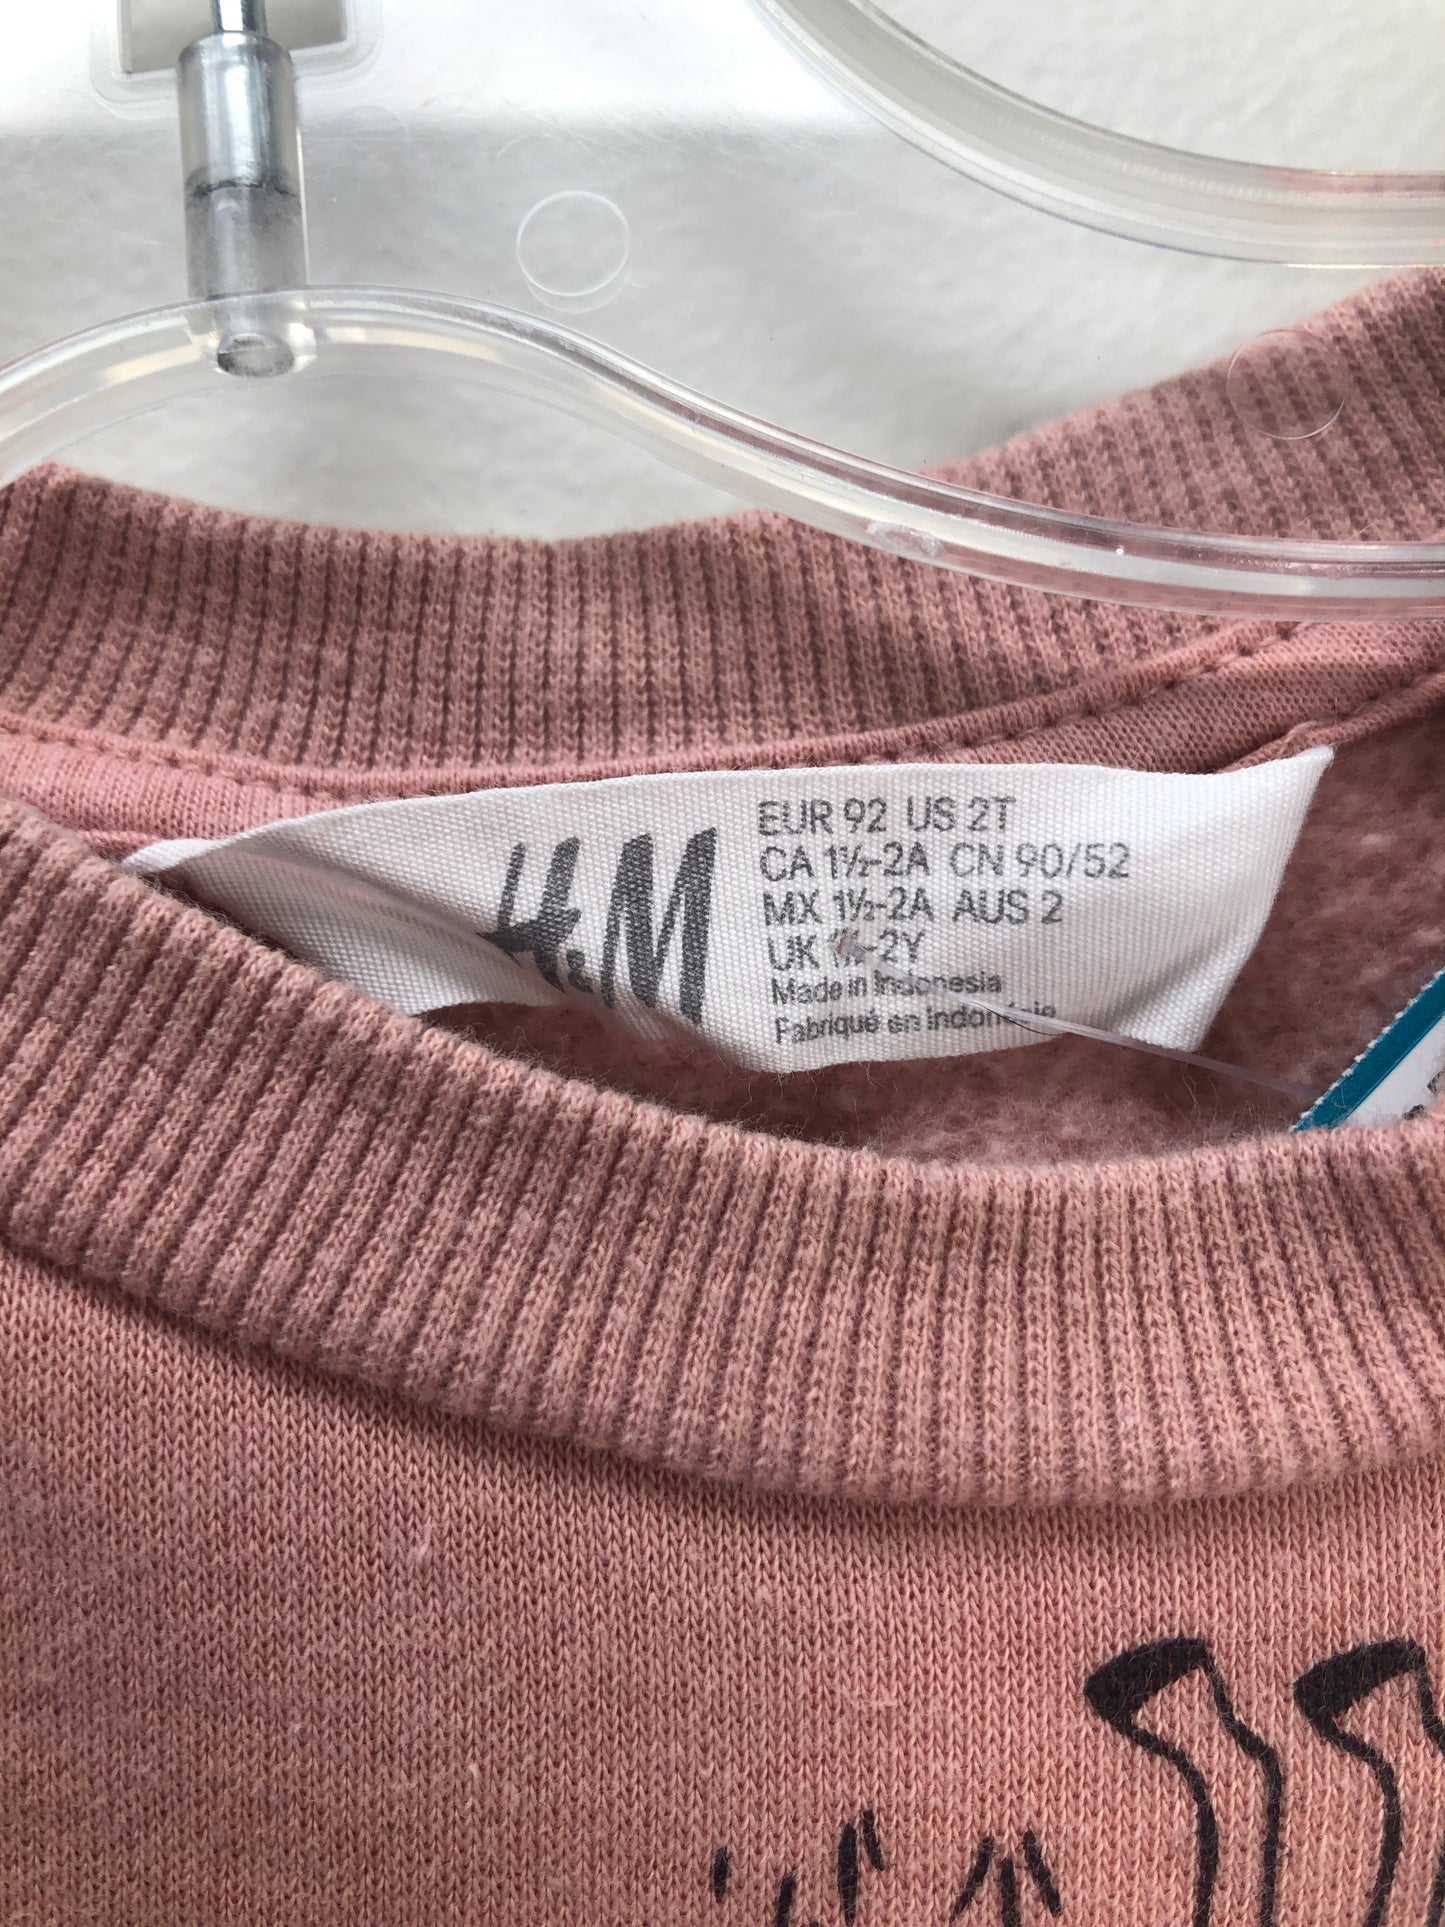 H&M
EUR 92 US 2T
CA 1½-2A CN 90/52
MX 1½-2A AUS 2
UK 1½-2Y
Made in Indonesia
Fabriqué en indonésie